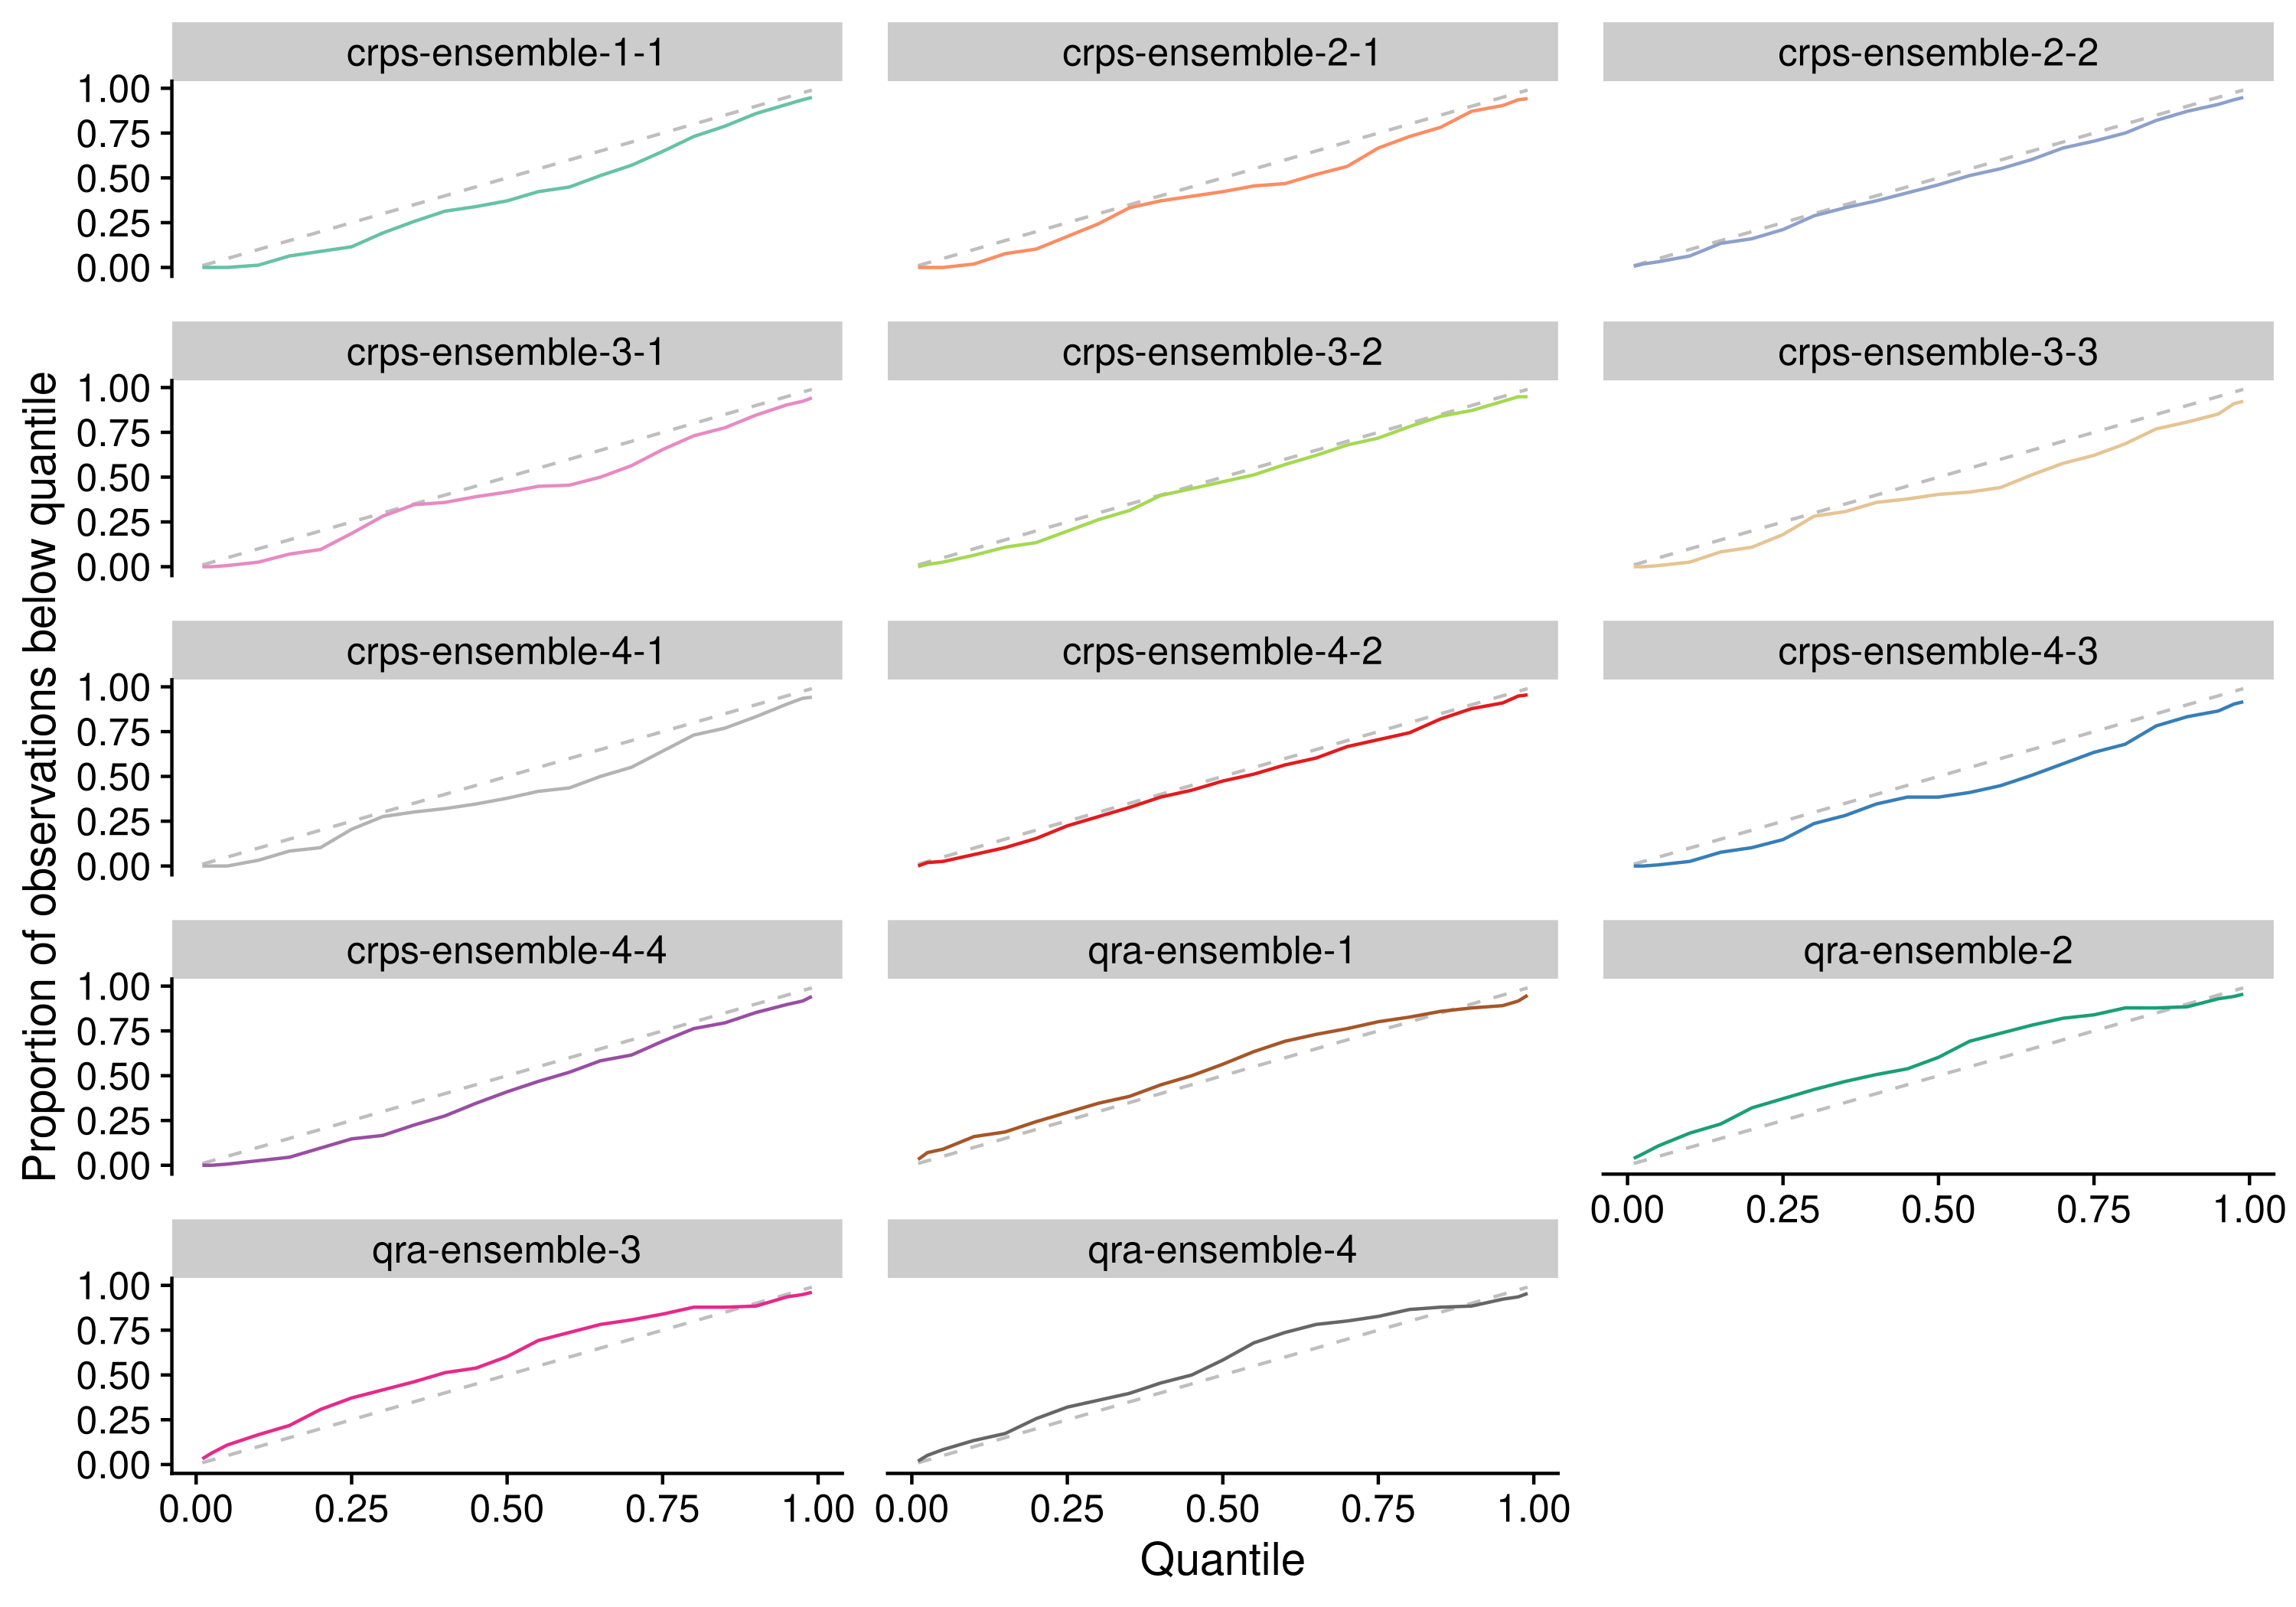 Proportion of observations below quantile
crps-ensemble-1-1
crps-ensemble-2-1
crps-ensemble-2-2
1.00
0.75
0.50
0.25
0.00
crps-ensemble-3-1
crps-ensemble-3-2
crps-ensemble-3-3
1.00
0.75
0.50
0.25
0.00
crps-ensemble-4-1
crps-ensemble-4-2
crps-ensemble-4-3
1.00
0.75
0.50
0.25
0.00
crps-ensemble-4-4
qra-ensemble-1
qra-ensemble-2
1.00
0.75
0.50
0.25
0.00
0.00 0.25 0.50 0.75 1.00
qra-ensemble-3
qra-ensemble-4
1.00
0.75
0.50
0.25
0.00
0.00 0.25 0.50 0.75 1.00
0.00 0.25 0.50 0.75 1.00
Quantile